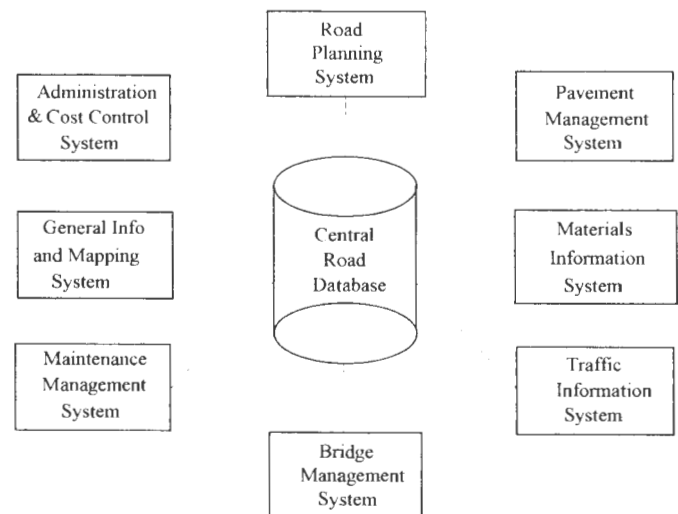 Road
Planning
System
Administration
& Cost Control
System
Pavement
Management
System
General Info
and Mapping
System
Central
Road
Database
Materials
Information
System
Maintenance
Management
System
Traffic
Information
System
Bridge
Management
System